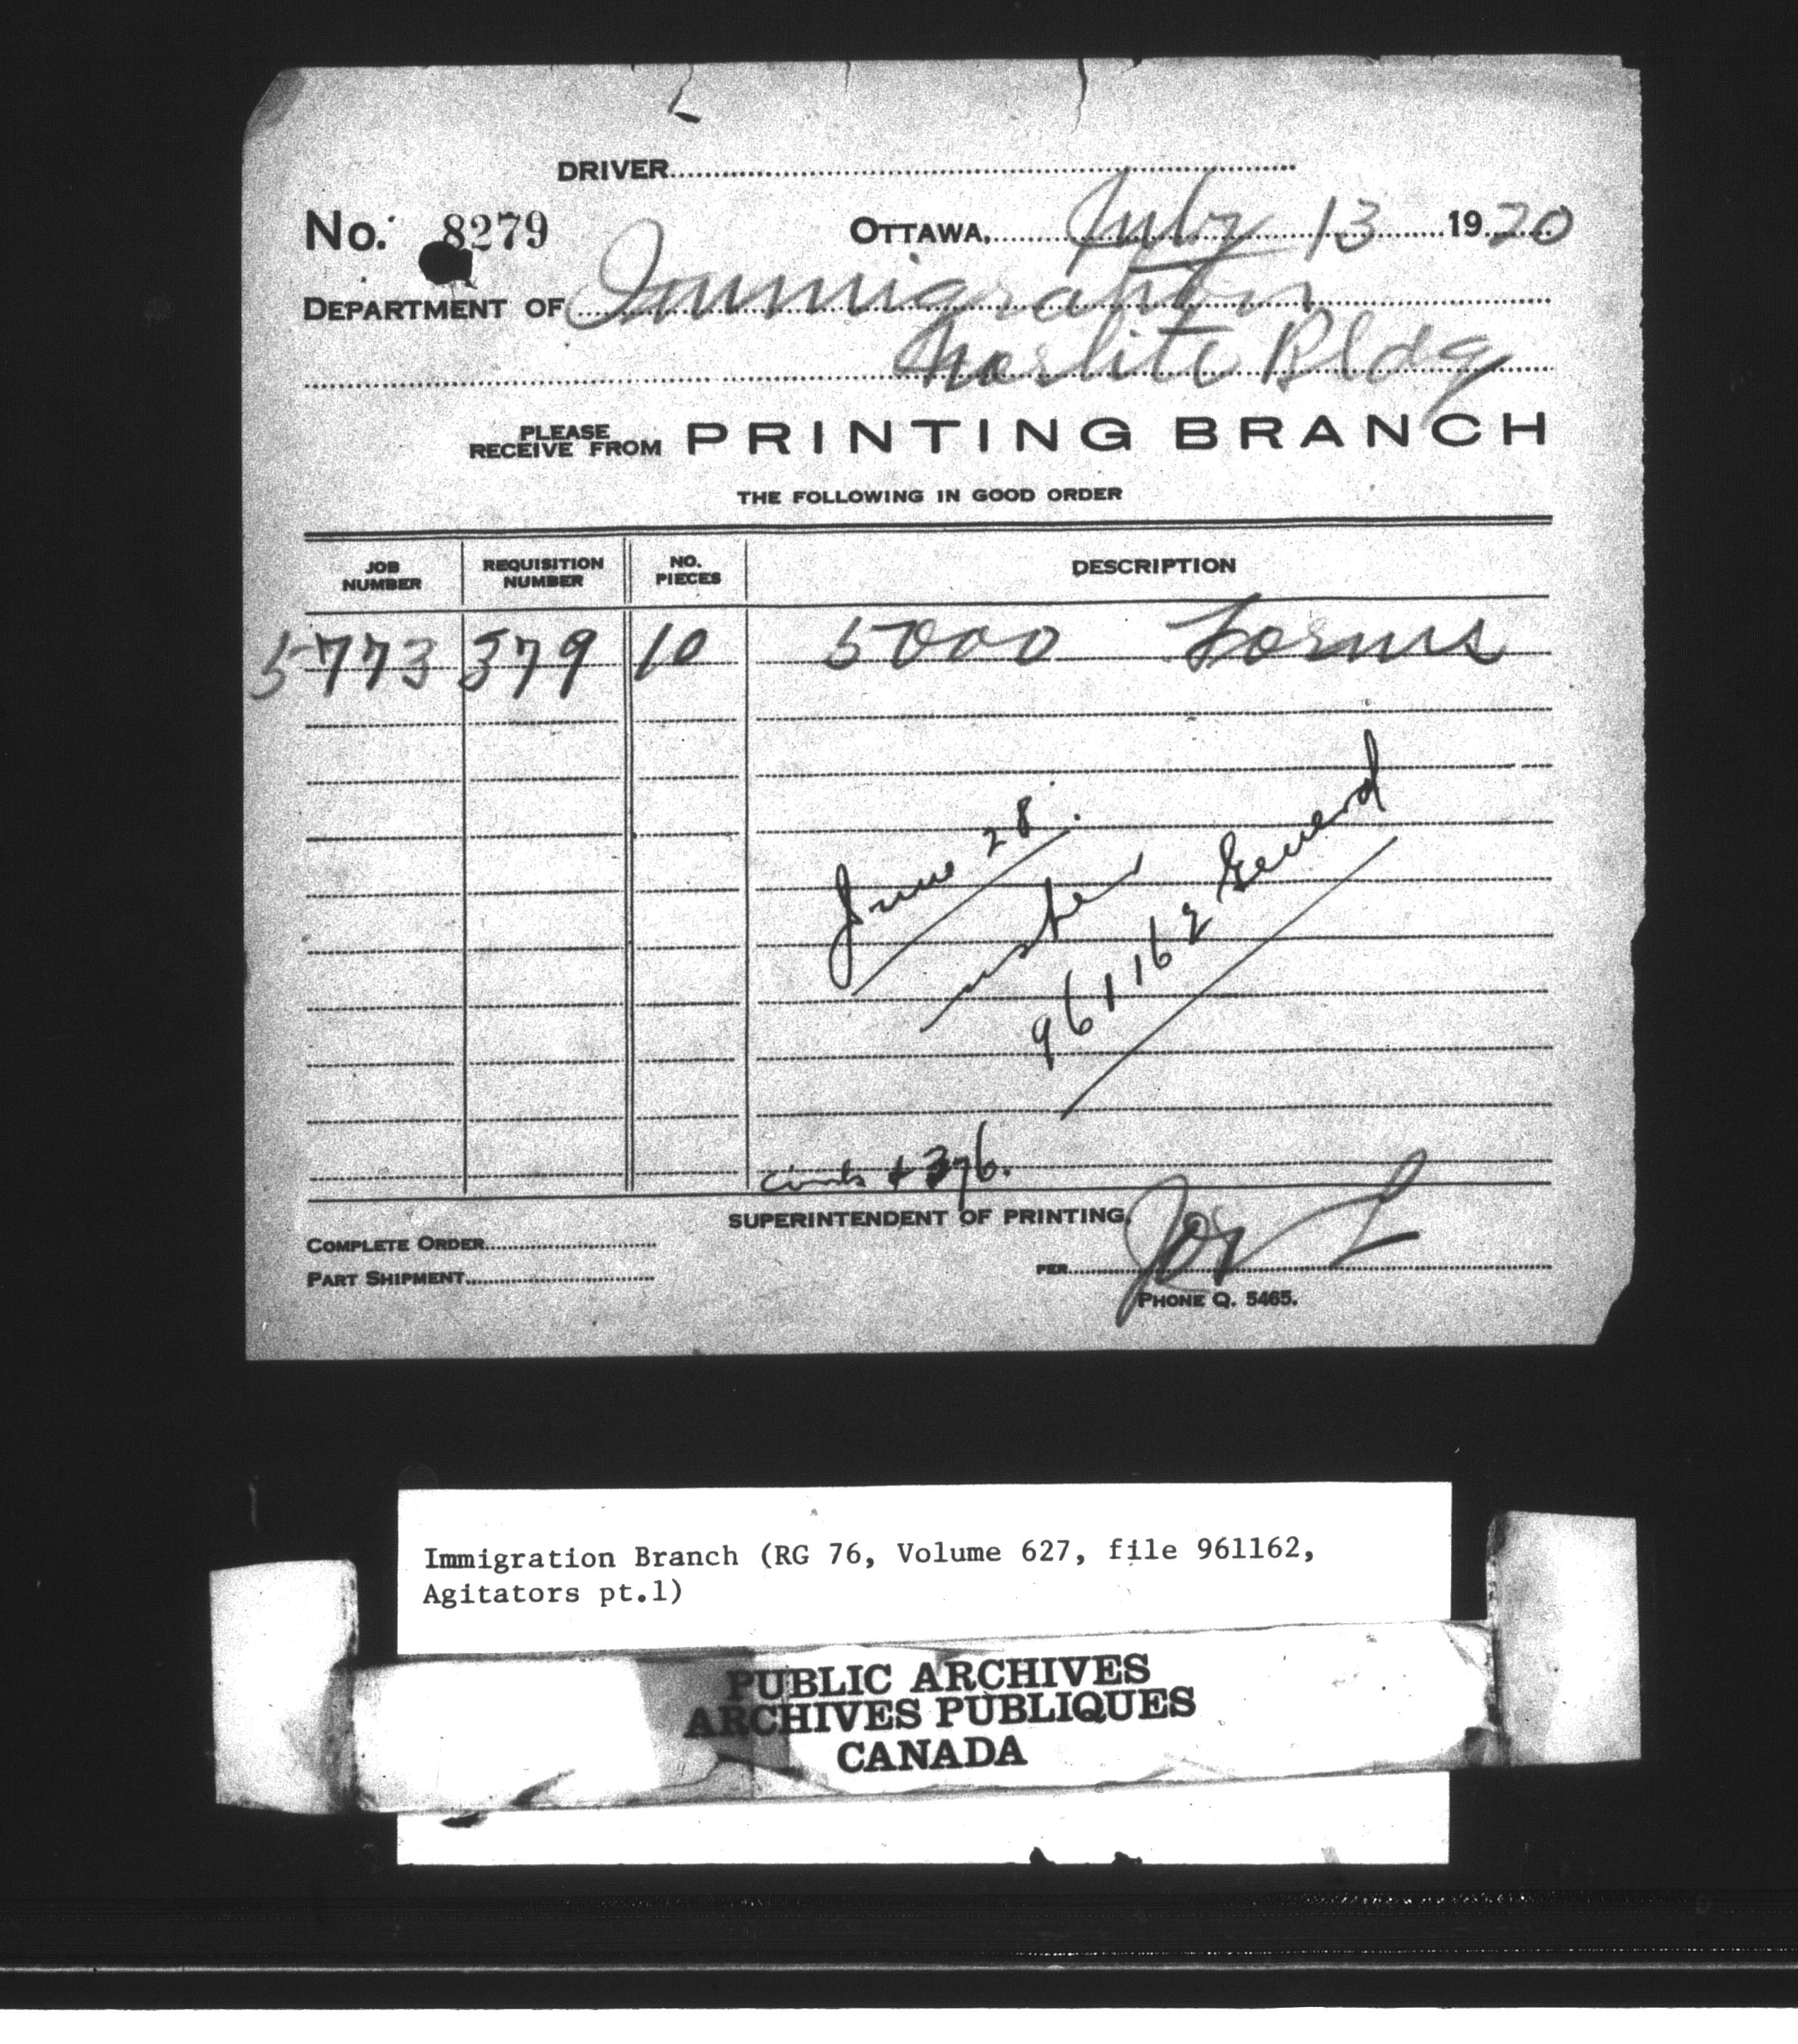 DRIVER
No. 8279 OTTAWA, July 13 1920
DEPARTMENT OF Immigration
Bldg
PLEASE RECEIVE FROM PRINTING BRANCH
THE FOLLOWING IN GOOD ORDER
JOB NUMBER REQUISITION NUMBER NO. PIECES DESCRIPTION
5773 379 10 5000 Forms
June 28.
961162 General
376.
SUPERINTENDENT OF PRINTING,
COMPLETE ORDER
PART SHIPMENT PER
PHONE Q. 5465.
Immigration Branch (RG 76, Volume 627, file 961162,
Agitators pt.1)
PUBLIC ARCHIVES
ARCHIVES PUBLIQUES
CANADA